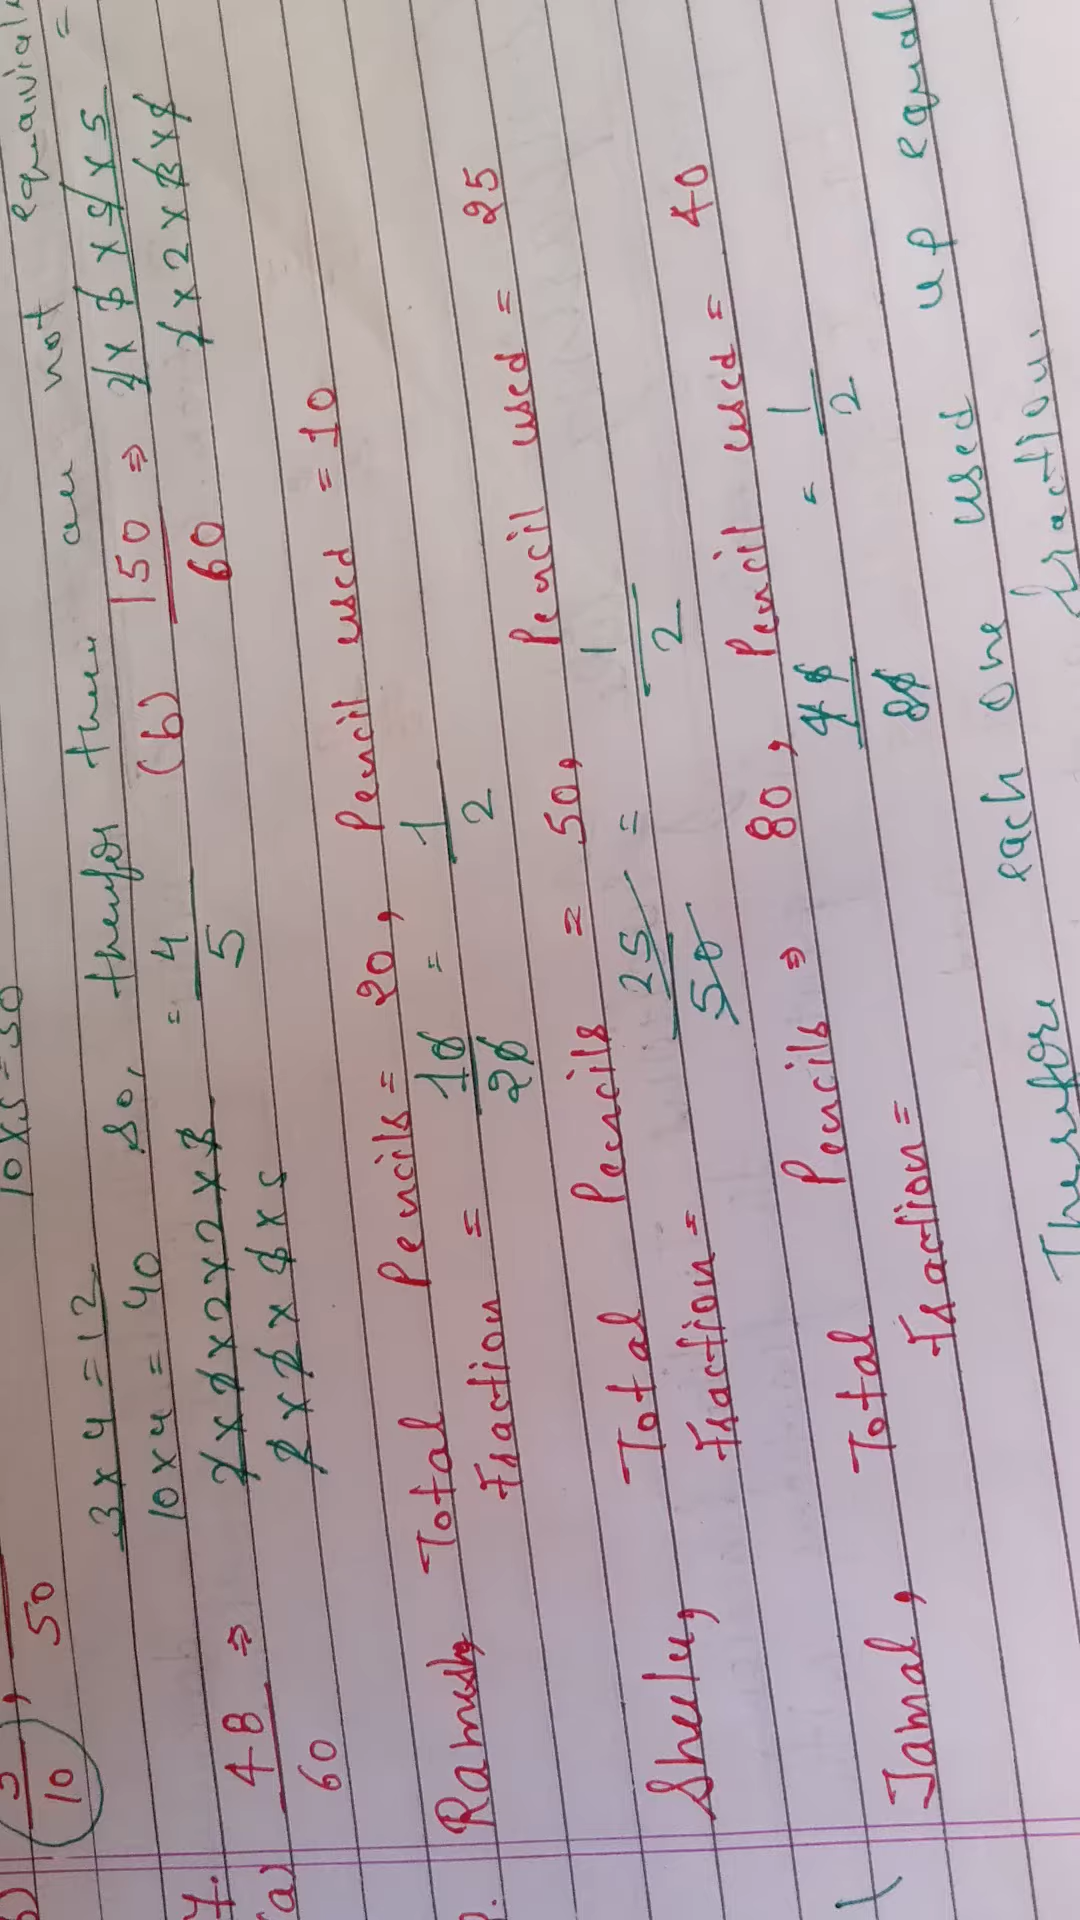 10×5=50
3/10, 50
3×4=12 / 10×4=40 so, therfor there are not equaivial
7.
(a) 48/60 ⇒ 2×2×2×2×3 / 2×2×3×5 = 4/5 (b) 150/60 ⇒ 2×3×5×5 / 2×2×3×5 =
Ramesh, Total Pencils = 20, Pencil used = 10
fraction = 10/20 = 1/2
Sheelu, Total Pencils = 50, Pencil used = 25
fraction = 25/50 = 1/2
Jamal, Total Pencils ⇒ 80, Pencil used = 40
fraction = 40/80 = 1/2
Therefore each one used up equal
fraction.